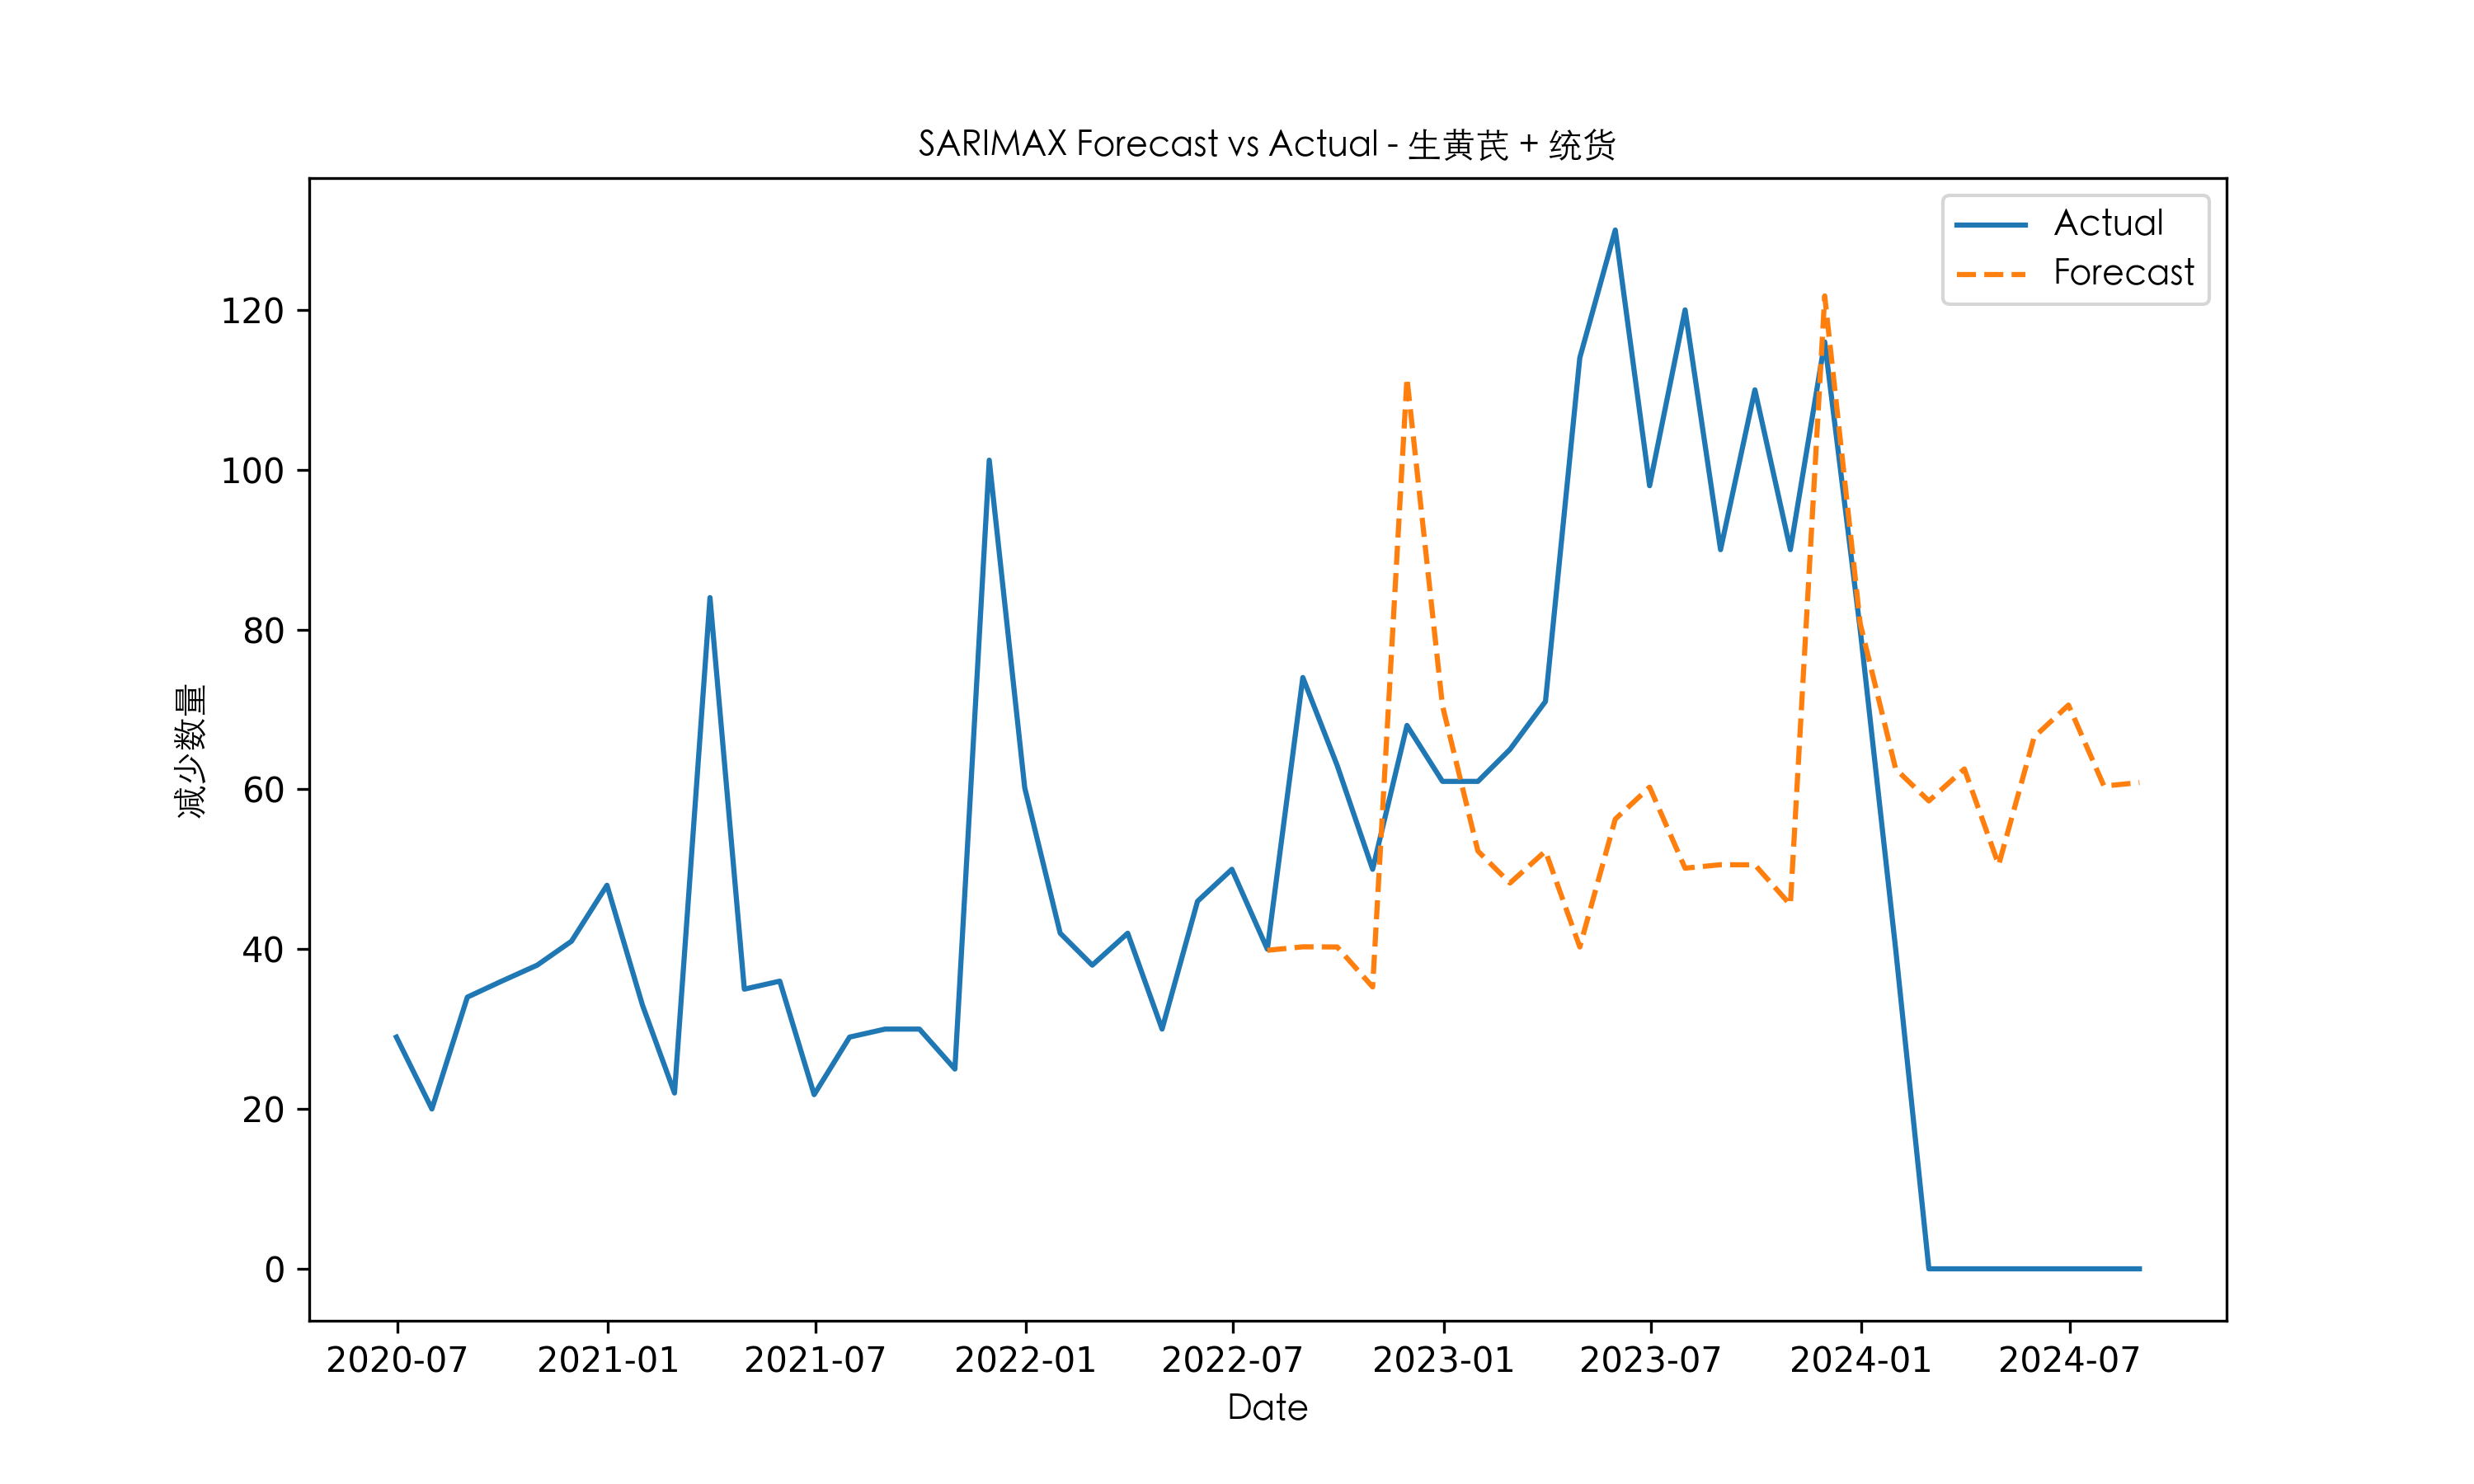 SARIMAX Forecast vs Actual - 生黄芪 + 统货
Actual
Forecast
减少数量
120
100
80
60
40
20
0
2020-07 2021-01 2021-07 2022-01 2022-07 2023-01 2023-07 2024-01 2024-07
Date